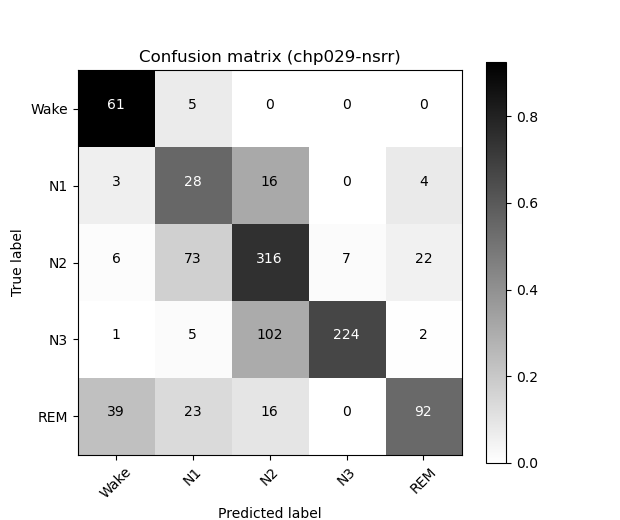 Confusion matrix (chp029-nsrr)
Wake 61 5 0 0 0
N1 3 28 16 0 4
N2 6 73 316 7 22
N3 1 5 102 224 2
REM 39 23 16 0 92
Wake N1 N2 N3 REM
Predicted label
True label
0.8
0.6
0.4
0.2
0.0